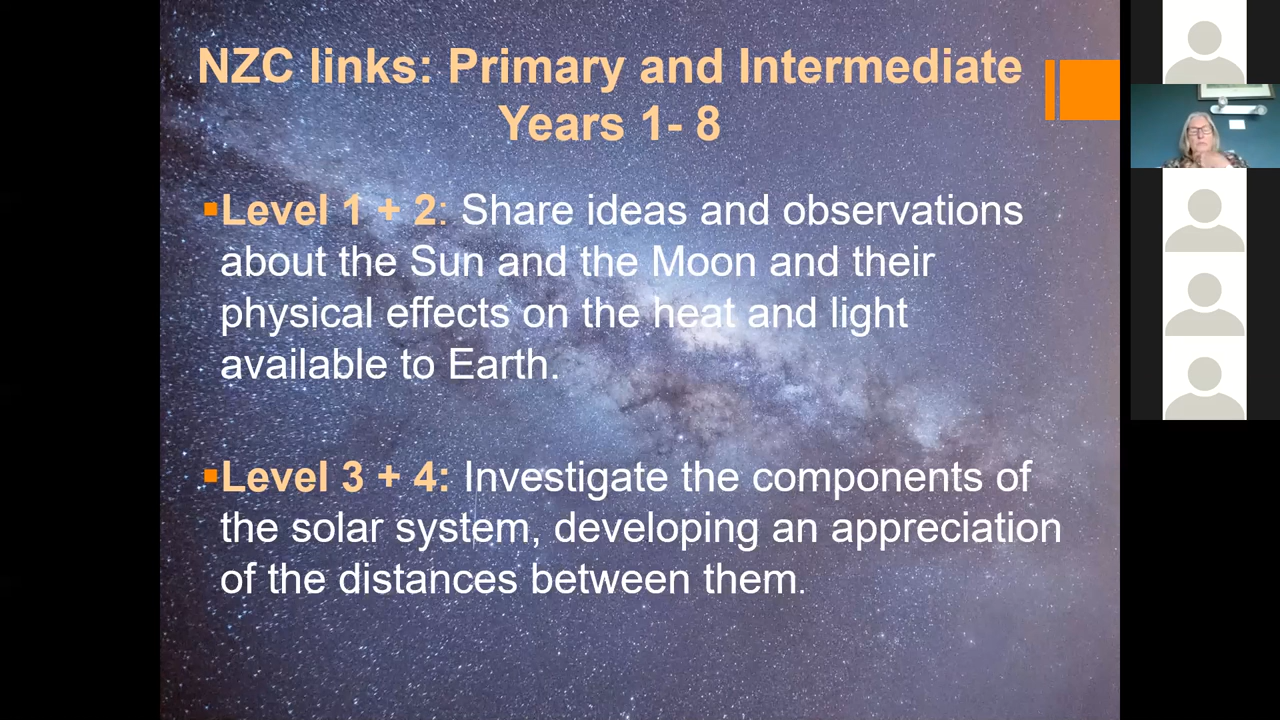 NZC links: Primary and Intermediate
Years 1- 8
Level 1 + 2: Share ideas and observations
about the Sun and the Moon and their
physical effects on the heat and light
available to Earth.
Level 3 + 4: Investigate the components of
the solar system, developing an appreciation
of the distances between them.